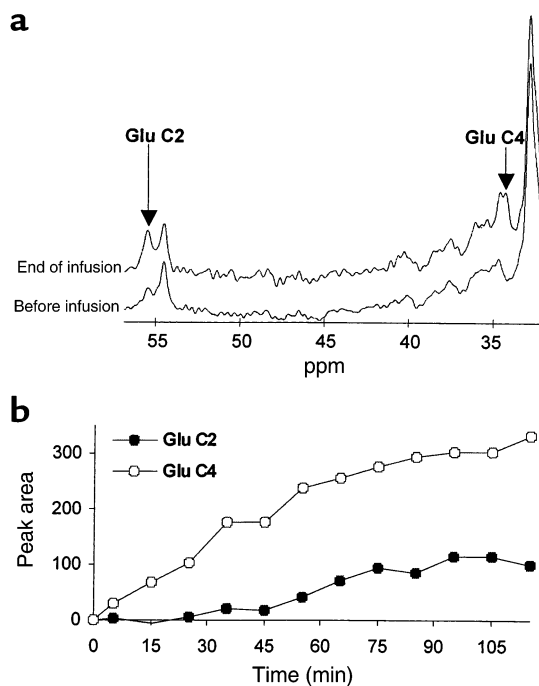 a
Glu C2
Glu C4
End of infusion
Before infusion
55 50 45 40 35
ppm
b
Glu C2
Glu C4
300
200
100
0
Peak area
0 15 30 45 60 75 90 105
Time (min)